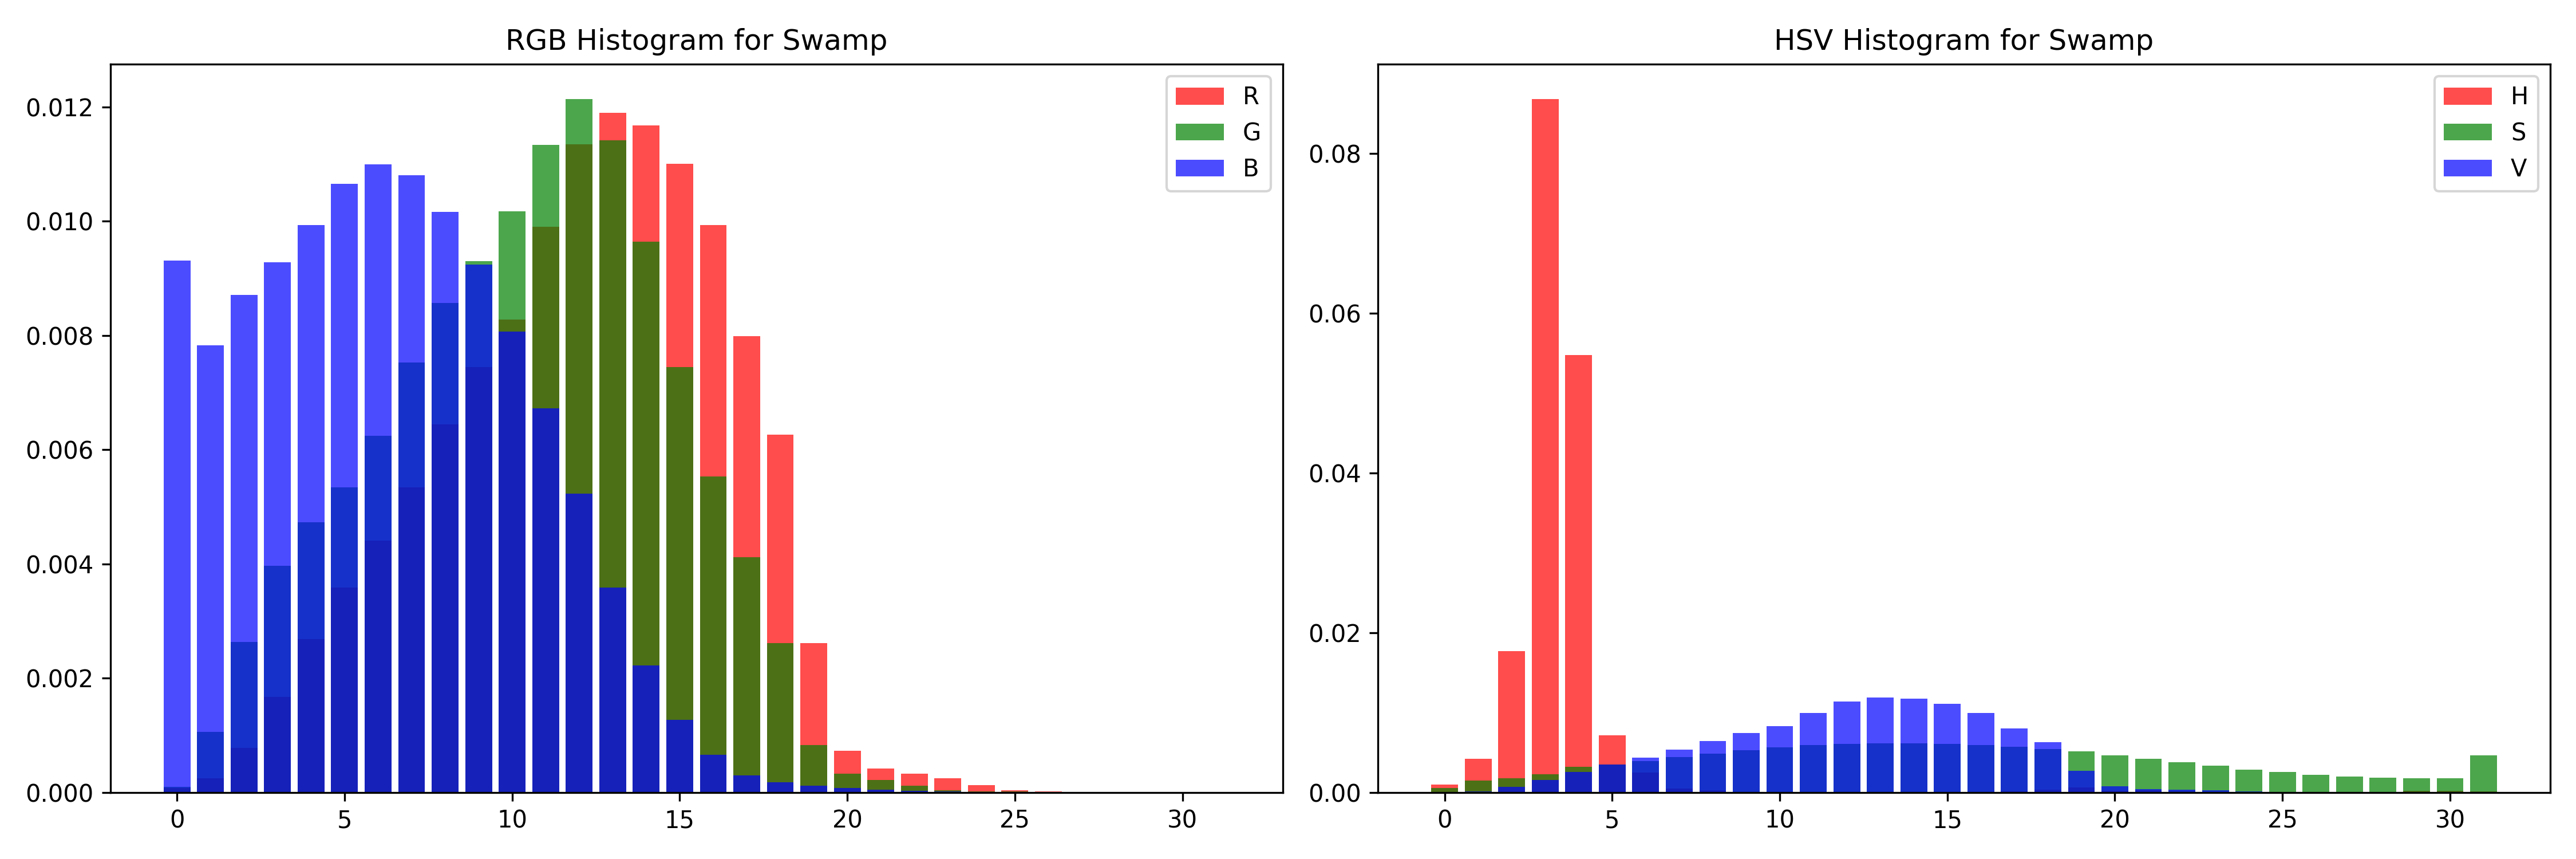 RGB Histogram for Swamp
0.012
0.010
0.008
0.006
0.004
0.002
0.000
0 5 10 15 20 25 30
R
G
B
HSV Histogram for Swamp
0.08
0.06
0.04
0.02
0.00
0 5 10 15 20 25 30
H
S
V